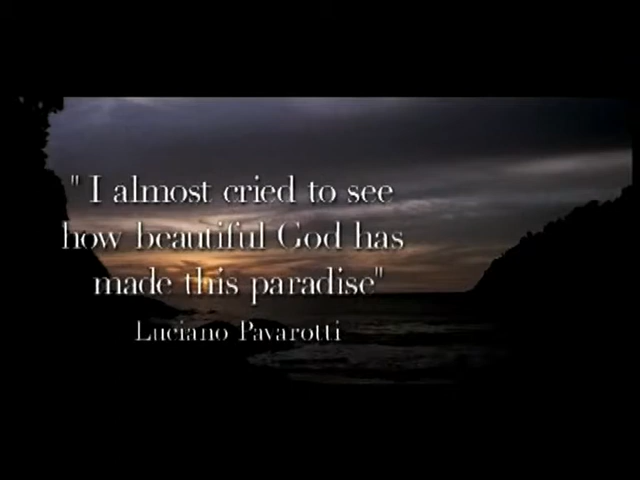 " I almost cried to see
how beautiful God has
made this paradise"
Luciano Pavarotti